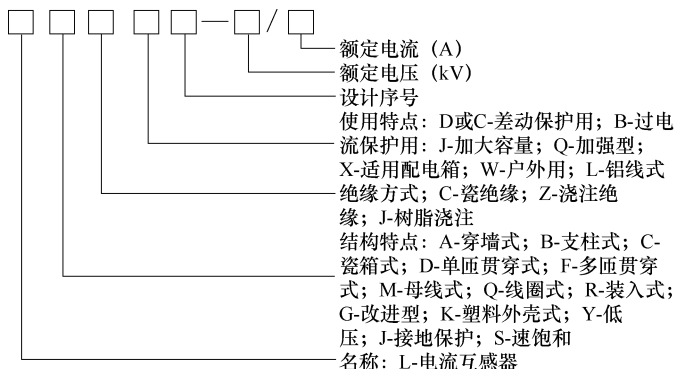 额定电流（A）
额定电压（kV）
设计序号
使用特点：D或C-差动保护用；B-过电
流保护用：J-加大容量；Q-加强型；
X-适用配电箱；W-户外用；L-铝线式
绝缘方式；C-瓷绝缘；Z-浇注绝
缘；J-树脂浇注
结构特点：A-穿墙式；B-支柱式；C-
瓷箱式；D-单匝贯穿式；F-多匝贯穿
式；M-母线式；Q-线圈式；R-装入式；
G-改进型；K-塑料外壳式；Y-低
压；J-接地保护；S-速饱和
名称：L-电流互感器